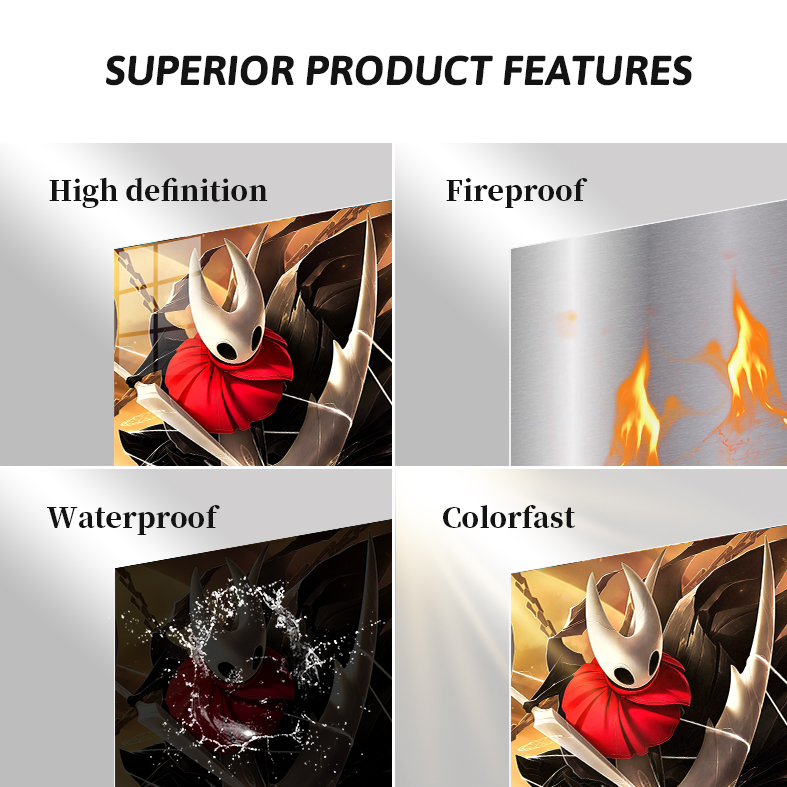 SUPERIOR PRODUCT FEATURES
High definition
Fireproof
Waterproof
Colorfast